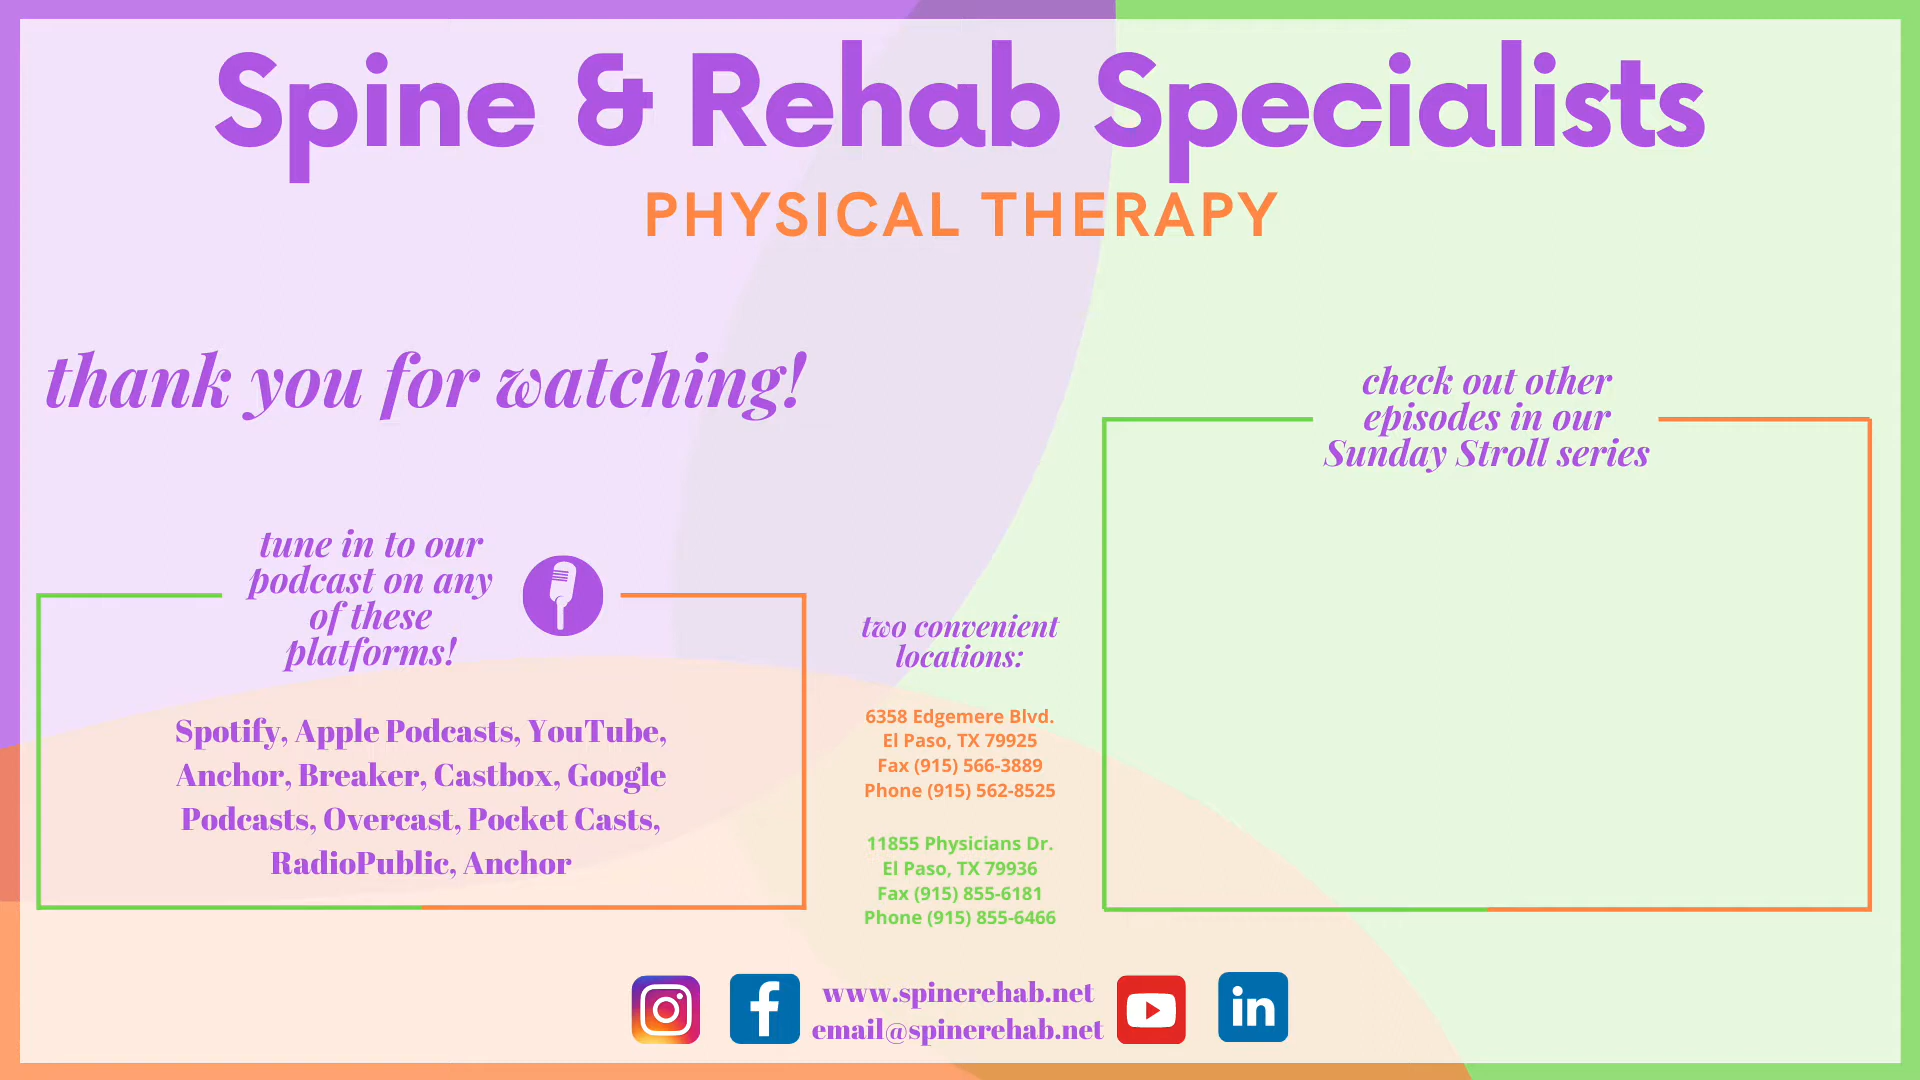 Spine & Rehab Specialists
PHYSICAL THERAPY
thank you for watching!
tune in to our
podcast on any
of these
platforms!
Spotify, Apple Podcasts, YouTube,
Anchor, Breaker, Castbox, Google
Podcasts, Overcast, Pocket Casts,
RadioPublic, Anchor
two convenient
locations:
6358 Edgemere Blvd.
El Paso, TX 79925
Fax (915) 566-3889
Phone (915) 562-8525
11855 Physicians Dr.
El Paso, TX 79936
Fax (915) 855-6181
Phone (915) 855-6466
check out other
episodes in our
Sunday Stroll series
www.spinerehab.net
email@spinerehab.net
in